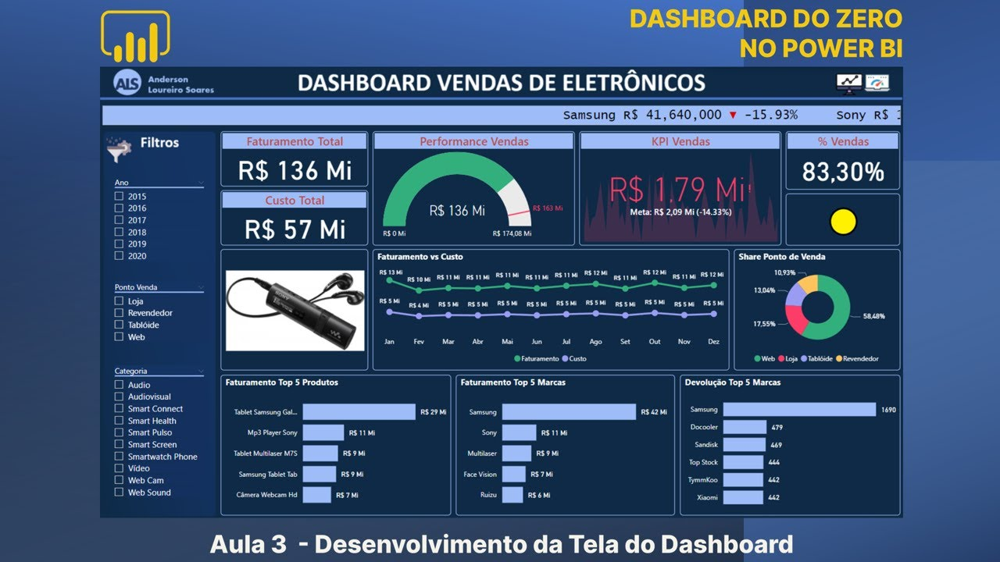 DASHBOARD DO ZERO
NO POWER BI
ALS
Anderson
Loureiro Soares
DASHBOARD VENDAS DE ELETRÔNICOS
Samsung R$ 41,640,000 ▼ -15.93% Sony R$
Filtros
Ano
2015
2016
2017
2018
2019
2020
Ponto Venda
Loja
Revendedor
Tablóide
Web
Categoria
Audio
Audiovisual
Smart Connect
Smart Health
Smart Pulso
Smart Screen
Smartwatch Phone
Vídeo
Web Cam
Web Sound
Faturamento Total
R$ 136 Mi
Custo Total
R$ 57 Mi
Performance Vendas
R$ 136 Mi
R$ 163 Mi
R$ 0 Mi
R$ 174,08 Mi
KPI Vendas
R$ 1,79 Mi!
Meta: R$ 2,09 Mi (-14.33%)
% Vendas
83,30%
SONY
Faturamento vs Custo
R$ 13 Mi R$ 10 Mi R$ 11 Mi R$ 11 Mi R$ 11 Mi R$ 11 Mi R$ 11 Mi R$ 12 Mi R$ 11 Mi R$ 12 Mi R$ 11 Mi R$ 12 Mi
R$ 5 Mi R$ 4 Mi R$ 5 Mi R$ 5 Mi R$ 5 Mi R$ 5 Mi R$ 5 Mi R$ 5 Mi R$ 5 Mi R$ 5 Mi R$ 5 Mi R$ 5 Mi
Jan Fev Mar Abr Mai Jun Jul Ago Set Out Nov Dez
Faturamento Custo
Share Ponto de Venda
10,93%
13,04%
17,55%
58,48%
Web Loja Tablóide Revendedor
Faturamento Top 5 Produtos
Tablet Samsung Gal... R$ 29 Mi
Mp3 Player Sony R$ 11 Mi
Tablet Multilaser M7S R$ 9 Mi
Samsung Tablet Tab R$ 9 Mi
Câmera Webcam Hd R$ 7 Mi
Faturamento Top 5 Marcas
Samsung R$ 42 Mi
Sony R$ 11 Mi
Multilaser R$ 9 Mi
Face Vision R$ 7 Mi
Ruizu R$ 6 Mi
Devolução Top 5 Marcas
Samsung 1690
Docooler 479
Sandisk 469
Top Stock 444
TymmKoo 442
Xiaomi 442
Aula 3 - Desenvolvimento da Tela do Dashboard